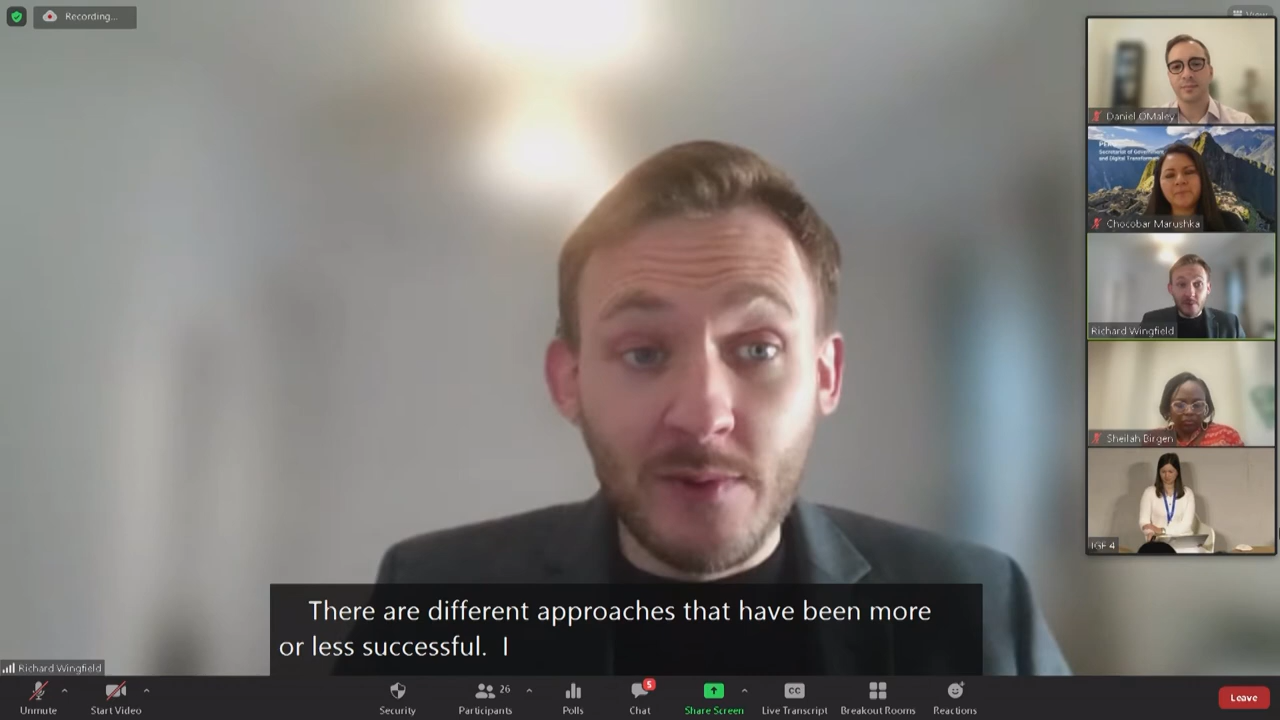 Recording...
View
Daniel OMaley
Secretariat of Government
and Digital Transformation
Chocobar Marushka
Richard Wingfield
Sheilah Birgen
IGF 4
There are different approaches that have been more
or less successful.  I
Richard Wingfield
Unmute
Start Video
Security
26
Participants
Polls
5
Chat
Share Screen
CC
Live Transcript
Breakout Rooms
Reactions
Leave